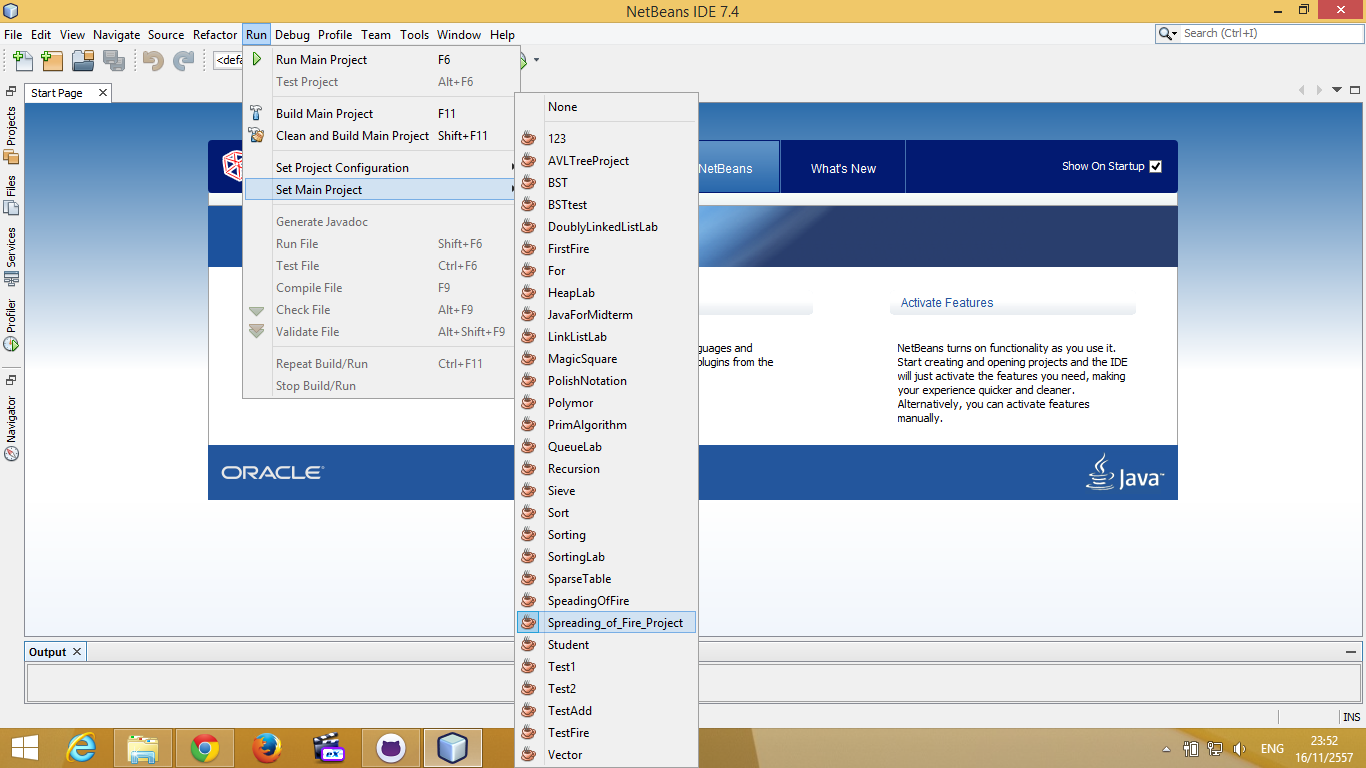 NetBeans IDE 7.4
File Edit View Navigate Source Refactor Run Debug Profile Team Tools Window Help
Search (Ctrl+I)
Start Page
Projects
Files
Services
Profiler
Navigator
Run Main Project F6
Test Project Alt+F6
Build Main Project F11
Clean and Build Main Project Shift+F11
Set Project Configuration
Set Main Project
Generate Javadoc
Run File Shift+F6
Test File Ctrl+F6
Compile File F9
Check File Alt+F9
Validate File Alt+Shift+F9
Repeat Build/Run Ctrl+F11
Stop Build/Run
None
123
AVLTreeProject
BST
BSTtest
DoublyLinkedListLab
FirstFire
For
HeapLab
JavaForMidterm
LinkListLab
MagicSquare
PolishNotation
Polymor
PrimAlgorithm
QueueLab
Recursion
Sieve
Sort
Sorting
SortingLab
SparseTable
SpeadingOfFire
Spreading_of_Fire_Project
Student
Test1
Test2
TestAdd
TestFire
Vector
NetBeans
What's New
Show On Startup
and
plugins from the
Activate Features
NetBeans turns on functionality as you use it.
Start creating and opening projects and the IDE
will just activate the features you need, making
your experience quicker and cleaner.
Alternatively, you can activate features
manually.
ORACLE
Java™
Output
INS
ex
ENG
23:52
16/11/2557